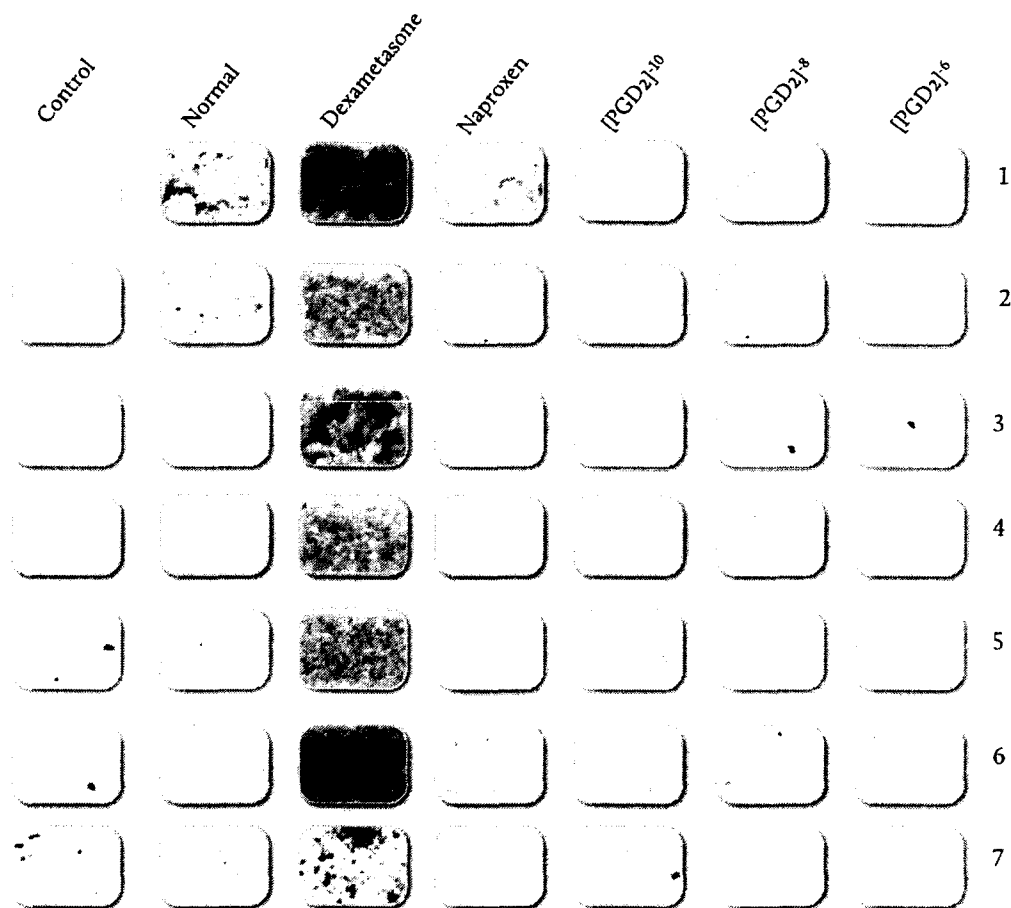 Control
Normal
Dexametasone
Naproxen
[PGD2]-10
[PGD2]-8
[PGD2]-6
1
2
3
4
5
6
7